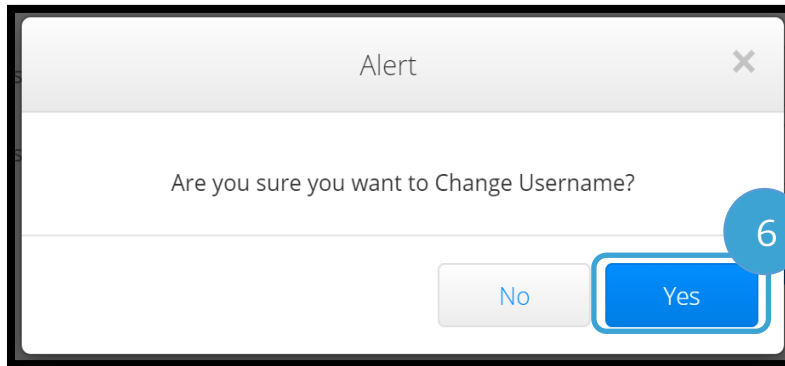 Alert ×
s
s
Are you sure you want to Change Username?
6
No Yes